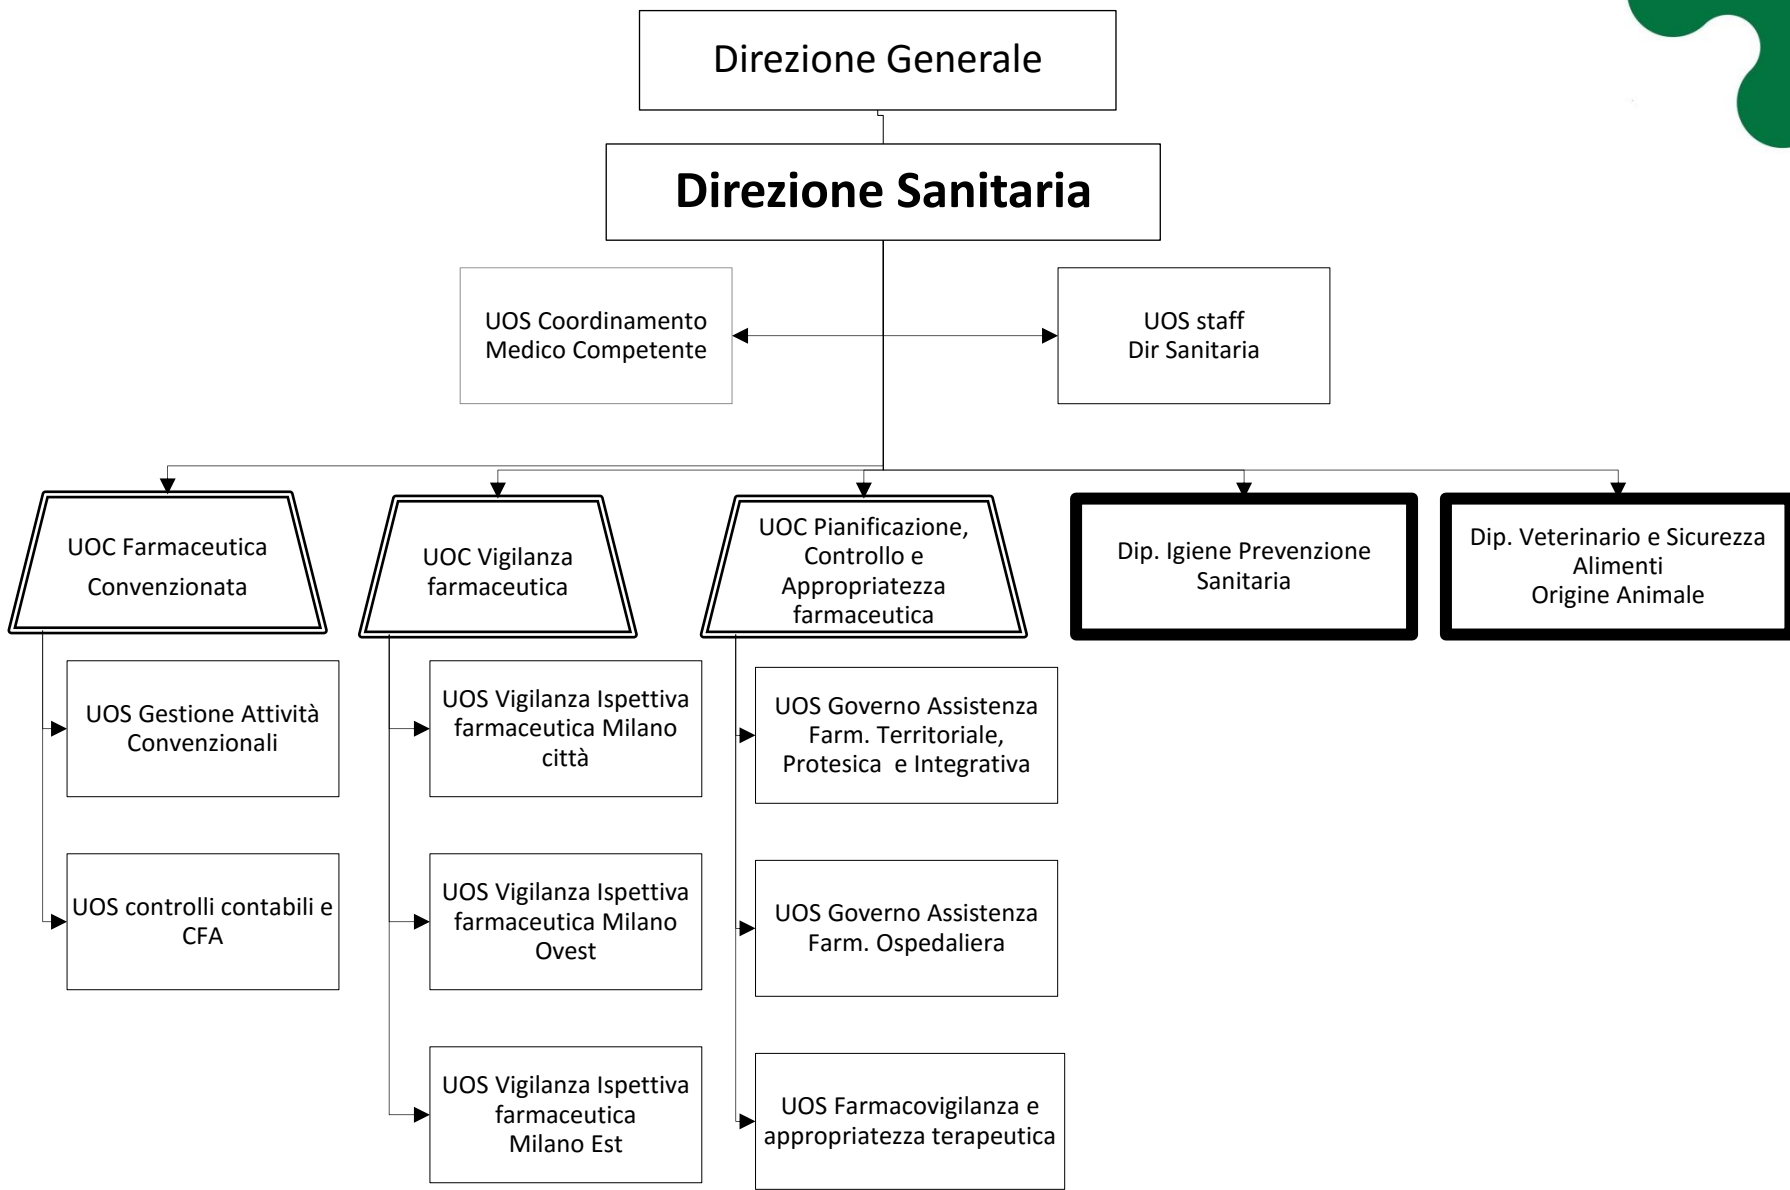 Direzione Generale
Direzione Sanitaria
UOS Coordinamento
Medico Competente
UOS staff
Dir Sanitaria
UOC Farmaceutica
Convenzionata
UOC Vigilanza
farmaceutica
UOC Pianificazione,
Controllo e
Appropriatezza
farmaceutica
Dip. Igiene Prevenzione
Sanitaria
Dip. Veterinario e Sicurezza
Alimenti
Origine Animale
UOS Gestione Attività
Convenzionali
UOS Vigilanza Ispettiva
farmaceutica Milano
città
UOS Governo Assistenza
Farm. Territoriale,
Protesica e Integrativa
UOS controlli contabili e
CFA
UOS Vigilanza Ispettiva
farmaceutica Milano
Ovest
UOS Governo Assistenza
Farm. Ospedaliera
UOS Vigilanza Ispettiva
farmaceutica
Milano Est
UOS Farmacovigilanza e
appropriatezza terapeutica